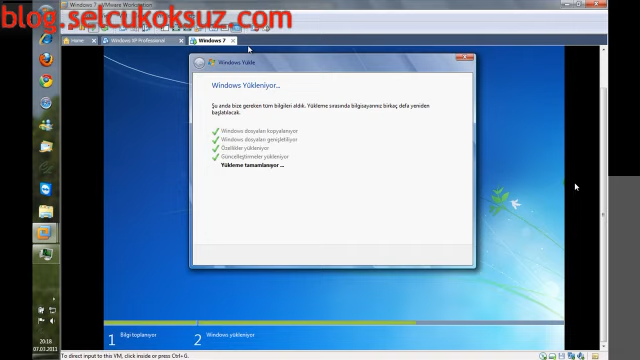 Windows 7 - VMware Workstation
blog.selcukoksuz.com
Home
Windows XP Professional
Windows 7
Windows Yükle
Windows Yükleniyor...
Şu anda bize gereken tüm bilgileri aldık. Yükleme sırasında bilgisayarınız birkaç defa yeniden
başlatılacak.
Windows dosyaları kopyalanıyor
Windows dosyaları genişletiliyor
Özellikler yükleniyor
Güncelleştirmeler yükleniyor
Yükleme tamamlanıyor ...
1 Bilgi toplanıyor
2 Windows yükleniyor
20:18
07.03.2011
To direct input to this VM, click inside or press Ctrl+G.